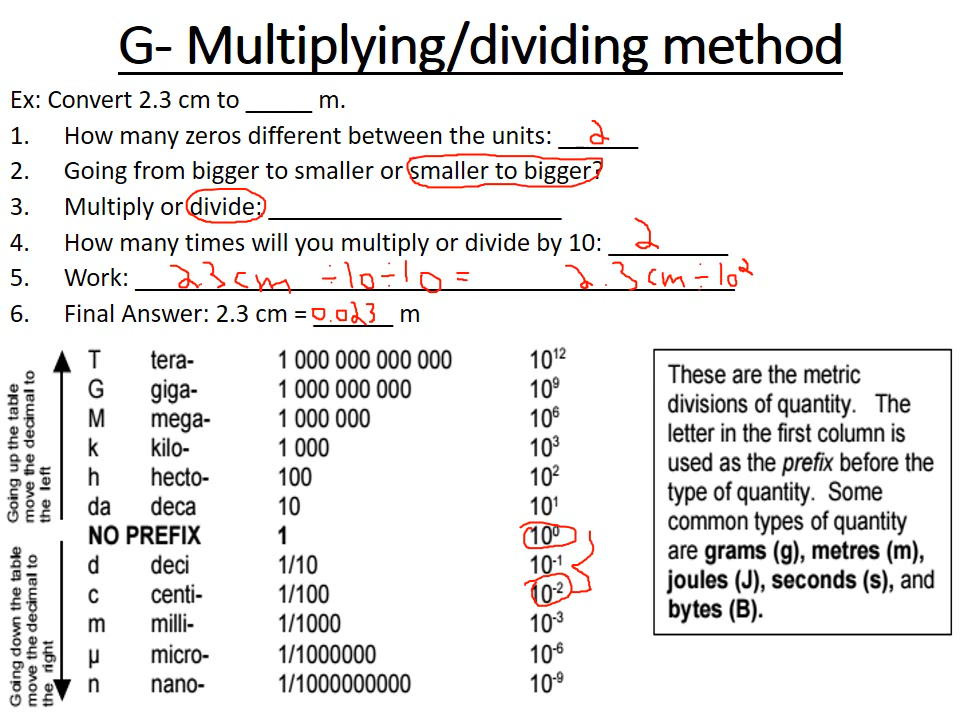 G- Multiplying/dividing method
Ex: Convert 2.3 cm to _____ m.
1. How many zeros different between the units: __2__
2. Going from bigger to smaller or smaller to bigger?
3. Multiply or divide: ______________________
4. How many times will you multiply or divide by 10: __2__
5. Work: 2.3 cm ÷10÷10 = 2.3 cm ÷10²
6. Final Answer: 2.3 cm = 0.023 m
Going up the table
move the decimal to
the left
Going down the table
move the decimal to
the right
T tera- 1 000 000 000 000 10¹²
G giga- 1 000 000 000 10⁹
M mega- 1 000 000 10⁶
k kilo- 1 000 10³
h hecto- 100 10²
da deca 10 10¹
NO PREFIX 1 10⁰
d deci 1/10 10⁻¹
c centi- 1/100 10⁻²
m milli- 1/1000 10⁻³
µ micro- 1/1000000 10⁻⁶
n nano- 1/1000000000 10⁻⁹
These are the metric
divisions of quantity. The
letter in the first column is
used as the prefix before the
type of quantity. Some
common types of quantity
are grams (g), metres (m),
joules (J), seconds (s), and
bytes (B).